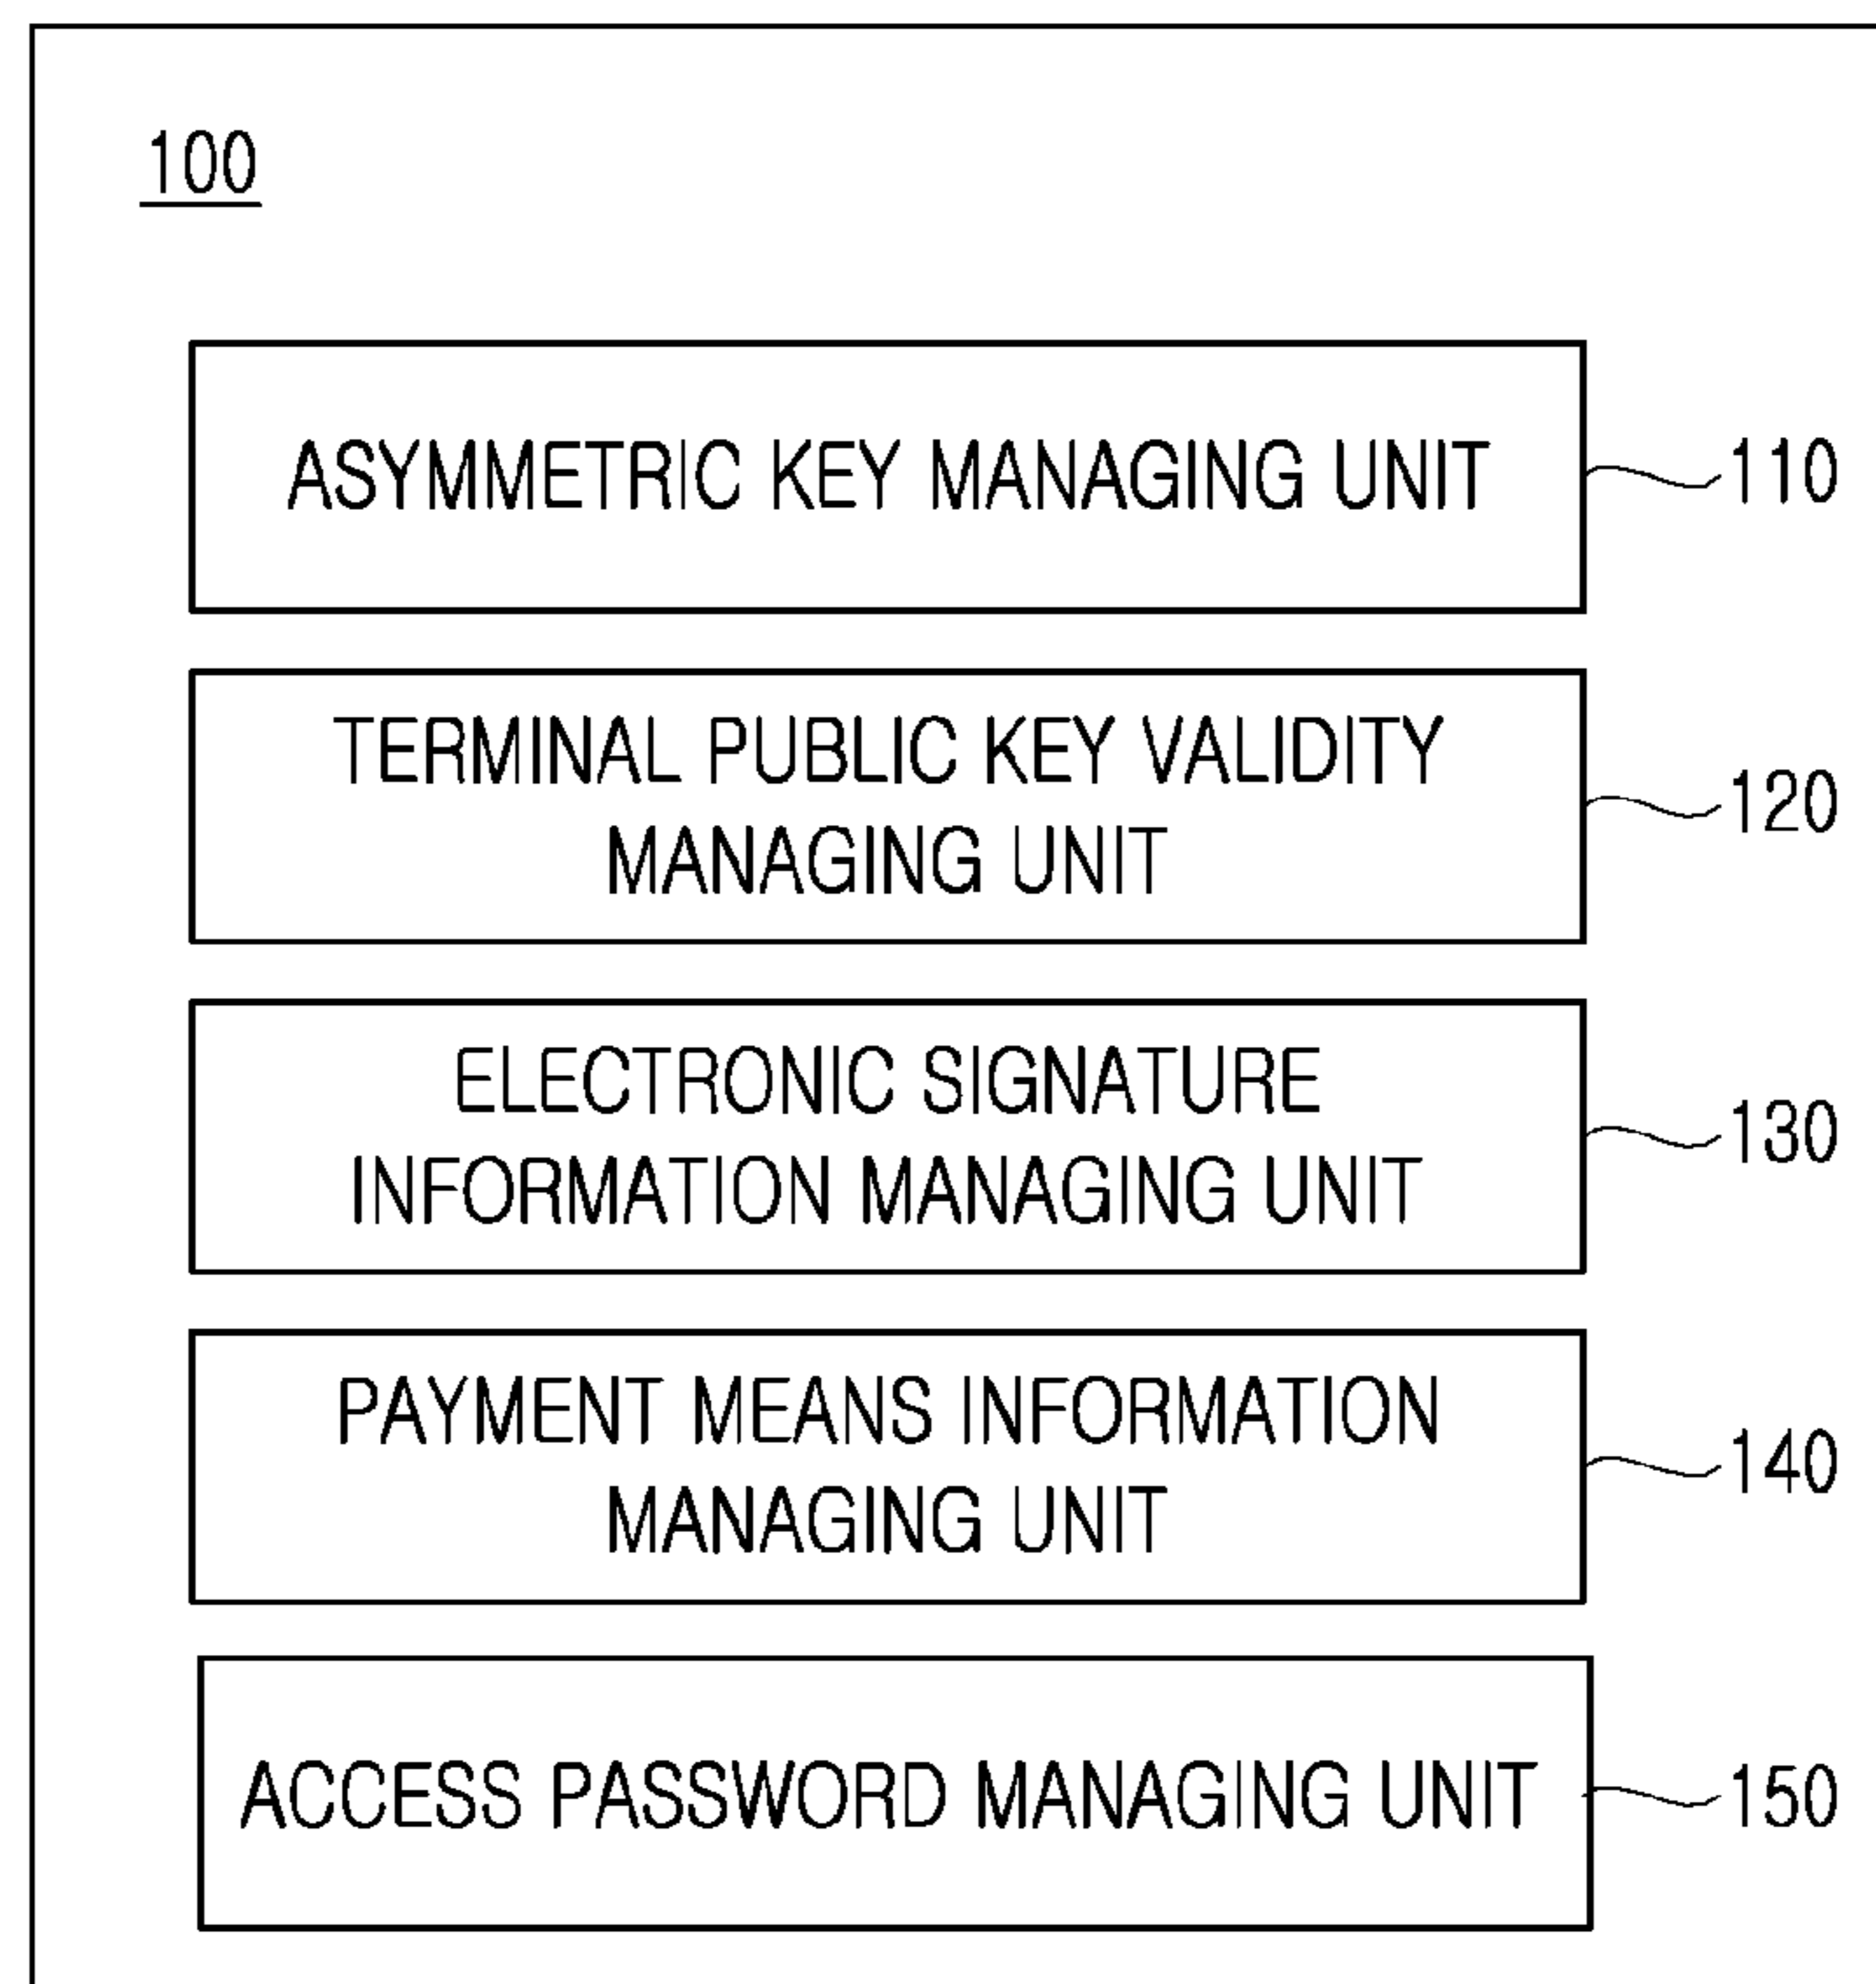 100
ASYMMETRIC KEY MANAGING UNIT
110
TERMINAL PUBLIC KEY VALIDITY
MANAGING UNIT
120
ELECTRONIC SIGNATURE
INFORMATION MANAGING UNIT
130
PAYMENT MEANS INFORMATION
MANAGING UNIT
140
ACCESS PASSWORD MANAGING UNIT
150